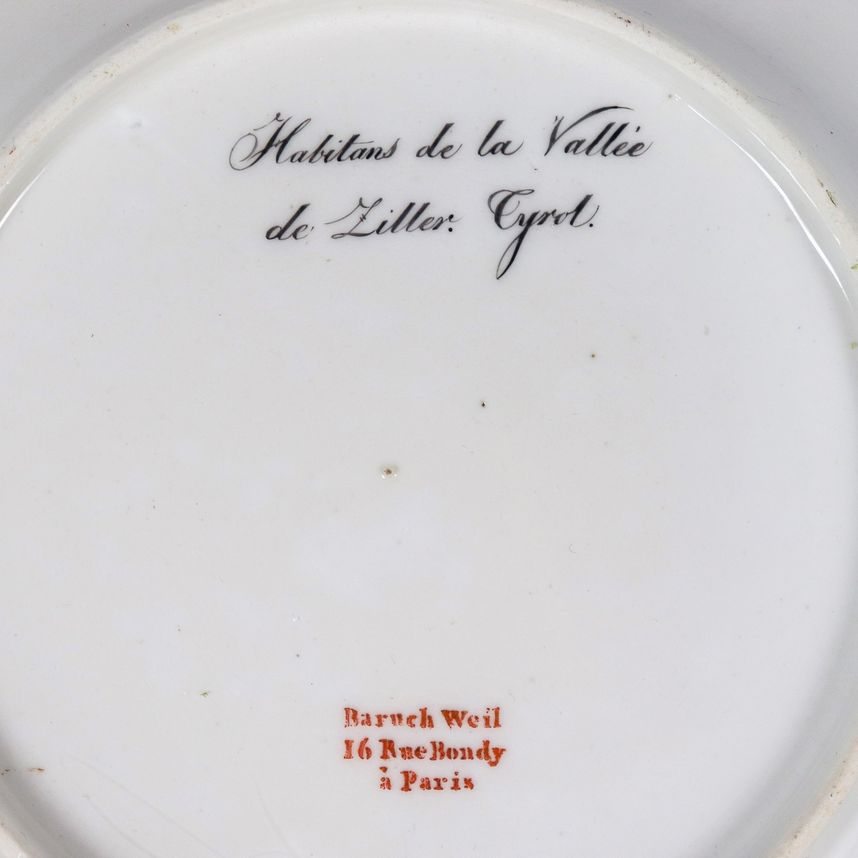 Habitans de la Vallée
de Ziller. Tyrol.
Baruch Weil
16 Rue Bondy
à Paris